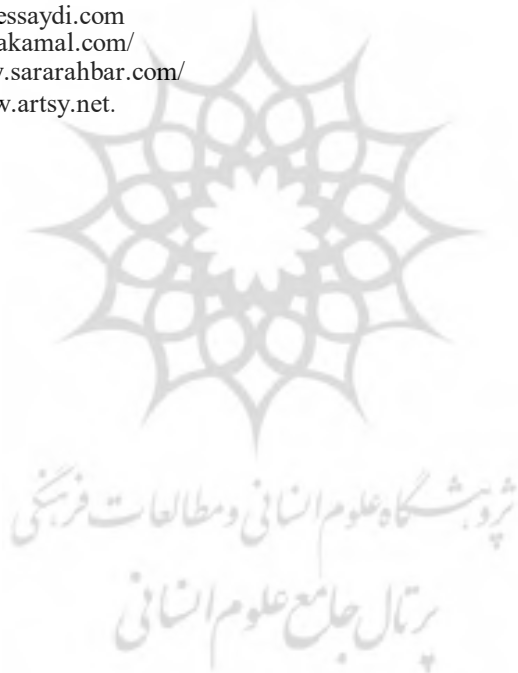 essaydi.com
akamal.com/
.sararahbar.com/
w.artsy.net.
پژوهشگاه علوم انسانی و مطالعات فرهنگی
پرتال جامع علوم انسانی